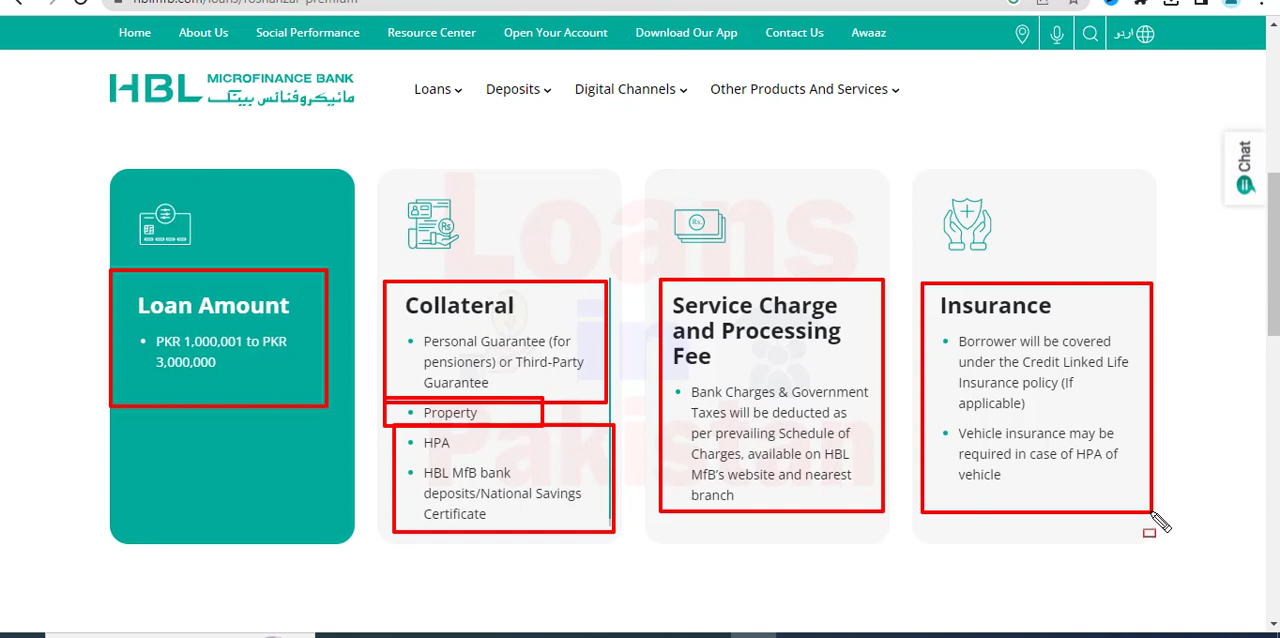 Home About Us Social Performance Resource Center Open Your Account Download Our App Contact Us Awaaz اردو
HBL MICROFINANCE BANK
مائیکروفنانس بینک
Loans Deposits Digital Channels Other Products And Services
Chat
Loan Amount
• PKR 1,000,001 to PKR
3,000,000
Collateral
• Personal Guarantee (for
pensioners) or Third-Party
Guarantee
• Property
• HPA
• HBL MfB bank
deposits/National Savings
Certificate
Rs
Service Charge
and Processing
Fee
• Bank Charges & Government
Taxes will be deducted as
per prevailing Schedule of
Charges, available on HBL
MfB's website and nearest
branch
Rs.
Insurance
• Borrower will be covered
under the Credit Linked Life
Insurance policy (If
applicable)
• Vehicle insurance may be
required in case of HPA of
vehicle
Loans
in
Pakistan